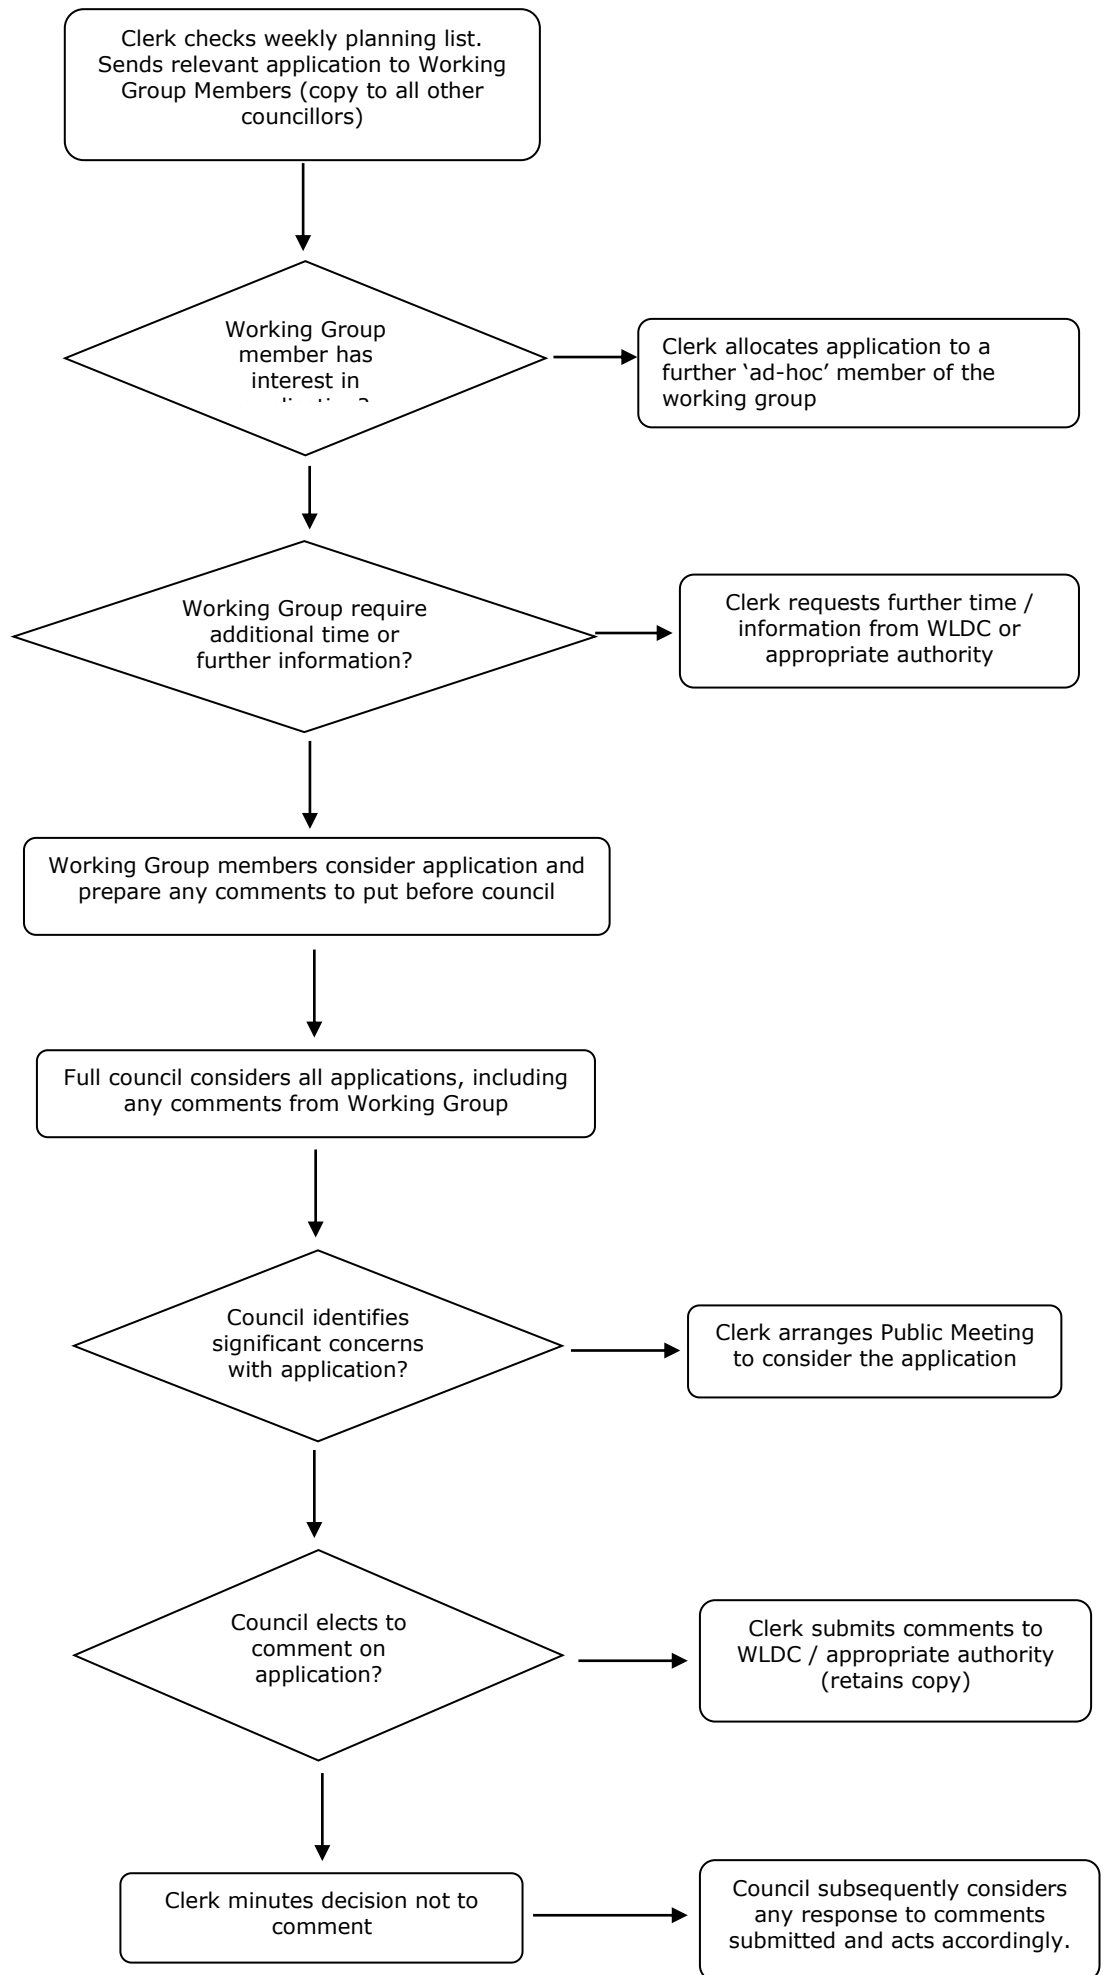 Clerk checks weekly planning list.
Sends relevant application to Working
Group Members (copy to all other
councillors)
Working Group
member has
interest in
Clerk allocates application to a
further ‘ad-hoc’ member of the
working group
Working Group require
additional time or
further information?
Clerk requests further time /
information from WLDC or
appropriate authority
Working Group members consider application and
prepare any comments to put before council
Full council considers all applications, including
any comments from Working Group
Council identifies
significant concerns
with application?
Clerk arranges Public Meeting
to consider the application
Council elects to
comment on
application?
Clerk submits comments to
WLDC / appropriate authority
(retains copy)
Clerk minutes decision not to
comment
Council subsequently considers
any response to comments
submitted and acts accordingly.